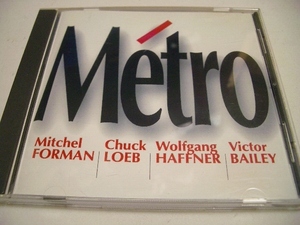 Métro
Mitchel Chuck Wolfgang Victor
FORMAN LOEB HAFFNER BAILEY